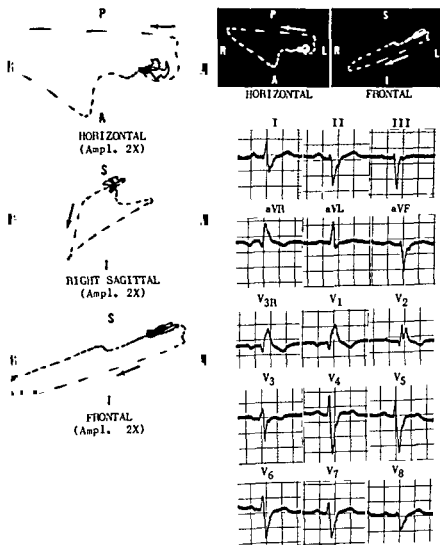 P
R
A
HORIZONTAL
(Ampl. 2X)
S
I
RIGHT SAGITTAL
(Ampl. 2X)
S
R
I
FRONTAL
(Ampl. 2X)
P
R L
A
HORIZONTAL
S
R L
I
FRONTAL
I II III
aVR aVL aVF
V3R V1 V2
V3 V4 V5
V6 V7 V8